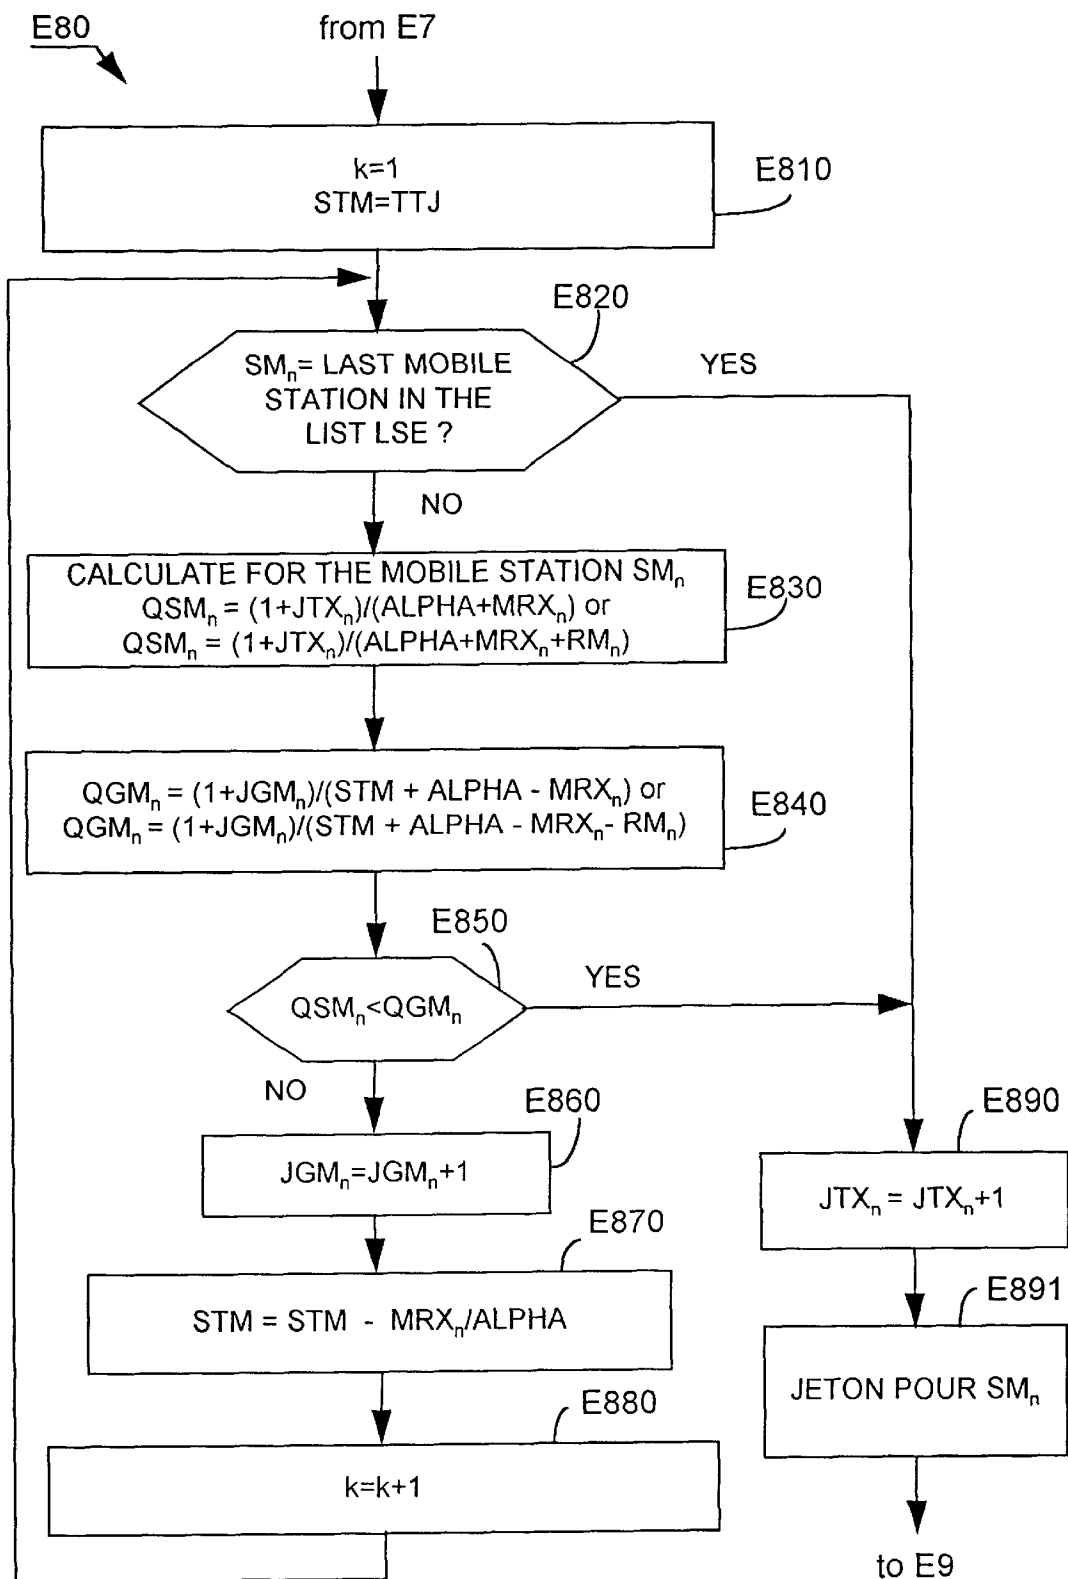 E80
from E7
k=1
STM=TTJ
E810
E820
SMn= LAST MOBILE
STATION IN THE
LIST LSE ?
YES
NO
CALCULATE FOR THE MOBILE STATION SMn
QSMn = (1+JTXn)/(ALPHA+MRXn) or
QSMn = (1+JTXn)/(ALPHA+MRXn+RMn)
E830
QGMn = (1+JGMn)/(STM + ALPHA - MRXn) or
QGMn = (1+JGMn)/(STM + ALPHA - MRXn- RMn)
E840
E850
QSMn<QGMn
YES
NO
E860
JGMn=JGMn+1
E870
STM = STM - MRXn/ALPHA
E880
k=k+1
E890
JTXn = JTXn+1
E891
JETON POUR SMn
to E9